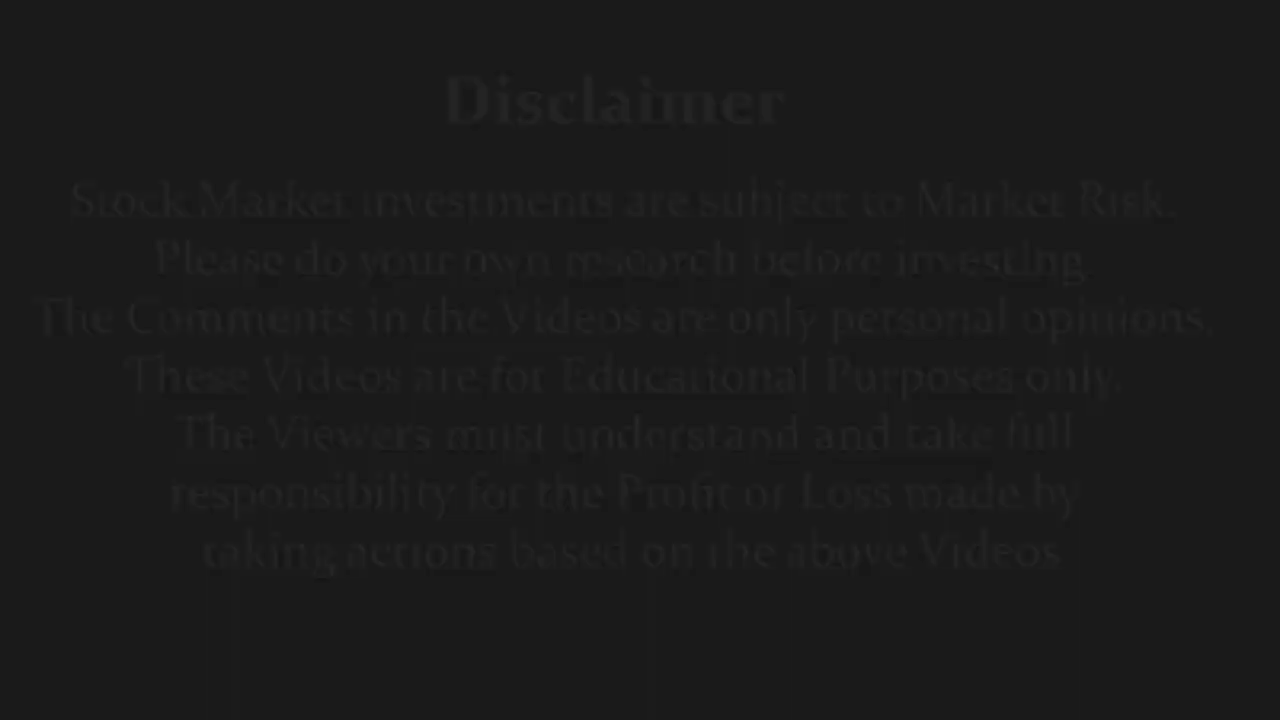 Disclaimer
Stock Market investments are subject to Market Risk.
Please do your own research before investing.
The Comments in the Videos are only personal opinions.
These Videos are for Educational Purposes only.
The Viewers must understand and take full
responsibility for the Profit or Loss made by
taking actions based on the above Videos